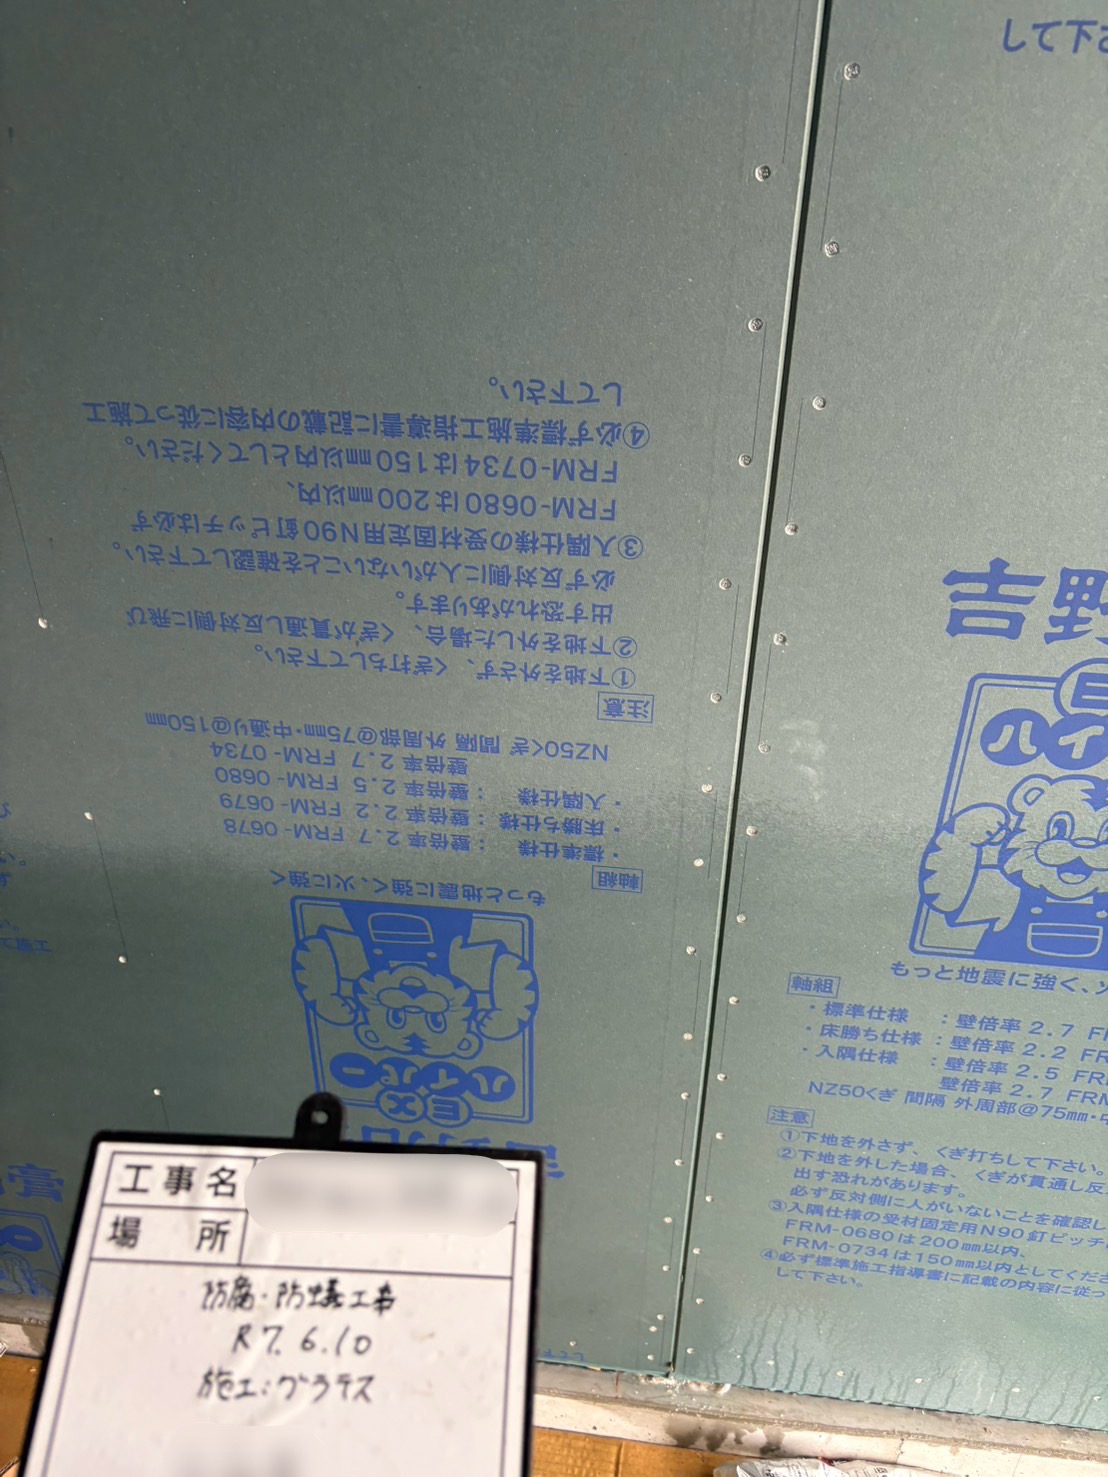 して下さ
して下さい。
④必ず標準施工指導書に記載の内容に従って施工
FRM-0734は150㎜以内としてください。
FRM-0680は200㎜以内、
③入隅仕様の受材固定用N90釘ピッチは必ず
必ず反対側に人がいないことを確認して下さい。
出す恐れがあります。
②下地を外した場合、くぎが貫通し反対側に飛び
①下地を外さず、くぎ打ちして下さい。
注意
NZ50くぎ 間隔 外周部@75㎜・中通り@150㎜
壁倍率 2.7 FRM-0734
・入隅仕様 : 壁倍率 2.5 FRM-0680
・床勝ち仕様 : 壁倍率 2.2 FRM-0679
・標準仕様 : 壁倍率 2.7 FRM-0678
軸組
もっと地震に強く、火に強く
ハイパー
EX
吉野
ハイ
もっと地震に強く、
軸組
・標準仕様 : 壁倍率 2.7 F
・床勝ち仕様 : 壁倍率 2.2 FR
・入隅仕様 : 壁倍率 2.5 FR
壁倍率 2.7 FRM
NZ50くぎ 間隔 外周部@75㎜・
注意
①下地を外さず、くぎ打ちして下さい。
②下地を外した場合、くぎが貫通し反
出す恐れがあります。
必ず反対側に人がいないことを確認し
③入隅仕様の受材固定用N90釘ピッチ
FRM-0680は200㎜以内、
FRM-0734は150㎜以内としてくださ
④必ず標準施工指導書に記載の内容に従っ
して下さい。
工事名
場所
防腐・防蟻工事
R7.6.10
施工:グラテス
膏